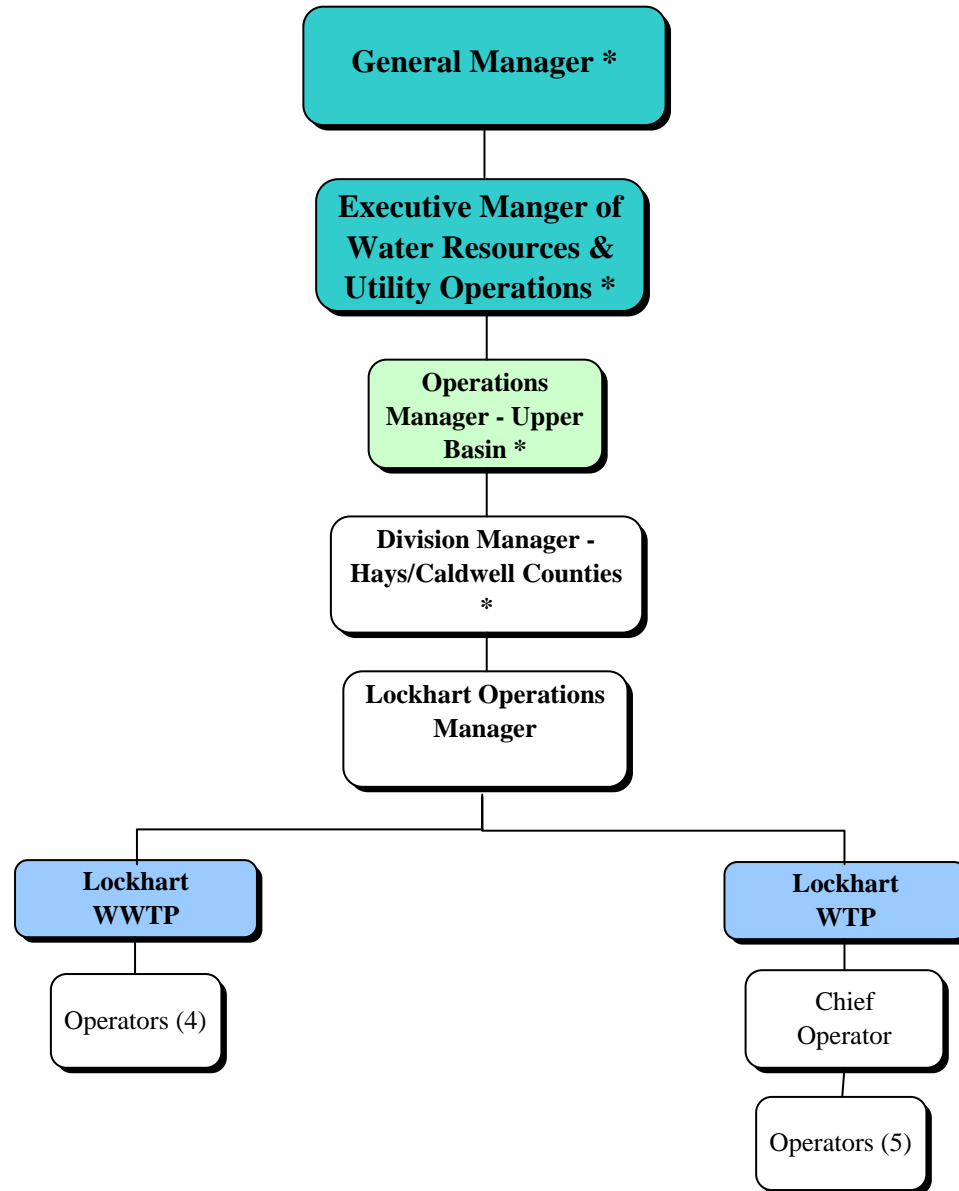 General Manager *
Executive Manger of
Water Resources &
Utility Operations *
Operations
Manager - Upper
Basin *
Division Manager -
Hays/Caldwell Counties
*
Lockhart Operations
Manager
Lockhart
WWTP
Operators (4)
Lockhart
WTP
Chief
Operator
Operators (5)